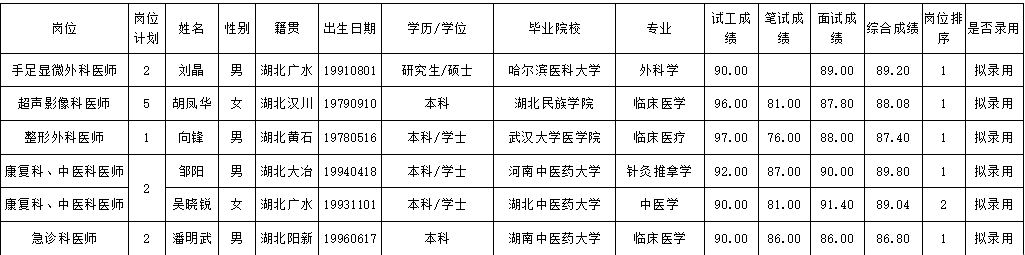 岗位 岗位计划 姓名 性别 籍贯 出生日期 学历/学位 毕业院校 专业 试工成绩 笔试成绩 面试成绩 综合成绩 岗位排序 是否录用
手足显微外科医师 2 刘晶 男 湖北广水 19910801 研究生/硕士 哈尔滨医科大学 外科学 90.00 89.00 89.20 1 拟录用
超声影像科医师 5 胡凤华 女 湖北汉川 19790910 本科 湖北民族学院 临床医学 96.00 81.00 87.80 88.08 1 拟录用
整形外科医师 1 向锋 男 湖北黄石 19780516 本科/学士 武汉大学医学院 临床医疗 97.00 76.00 88.00 87.40 1 拟录用
康复科、中医科医师 2 邹阳 男 湖北大冶 19940418 本科/学士 河南中医药大学 针灸推拿学 92.00 87.00 90.00 89.80 1 拟录用
康复科、中医科医师 吴晓锐 女 湖北广水 19931101 本科/学士 湖北中医药大学 中医学 90.00 81.00 91.40 89.04 2 拟录用
急诊科医师 2 潘明武 男 湖北阳新 19960617 本科 湖南中医药大学 临床医学 90.00 86.00 86.00 86.80 1 拟录用